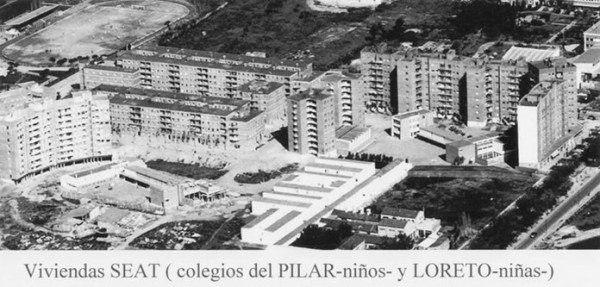 Viviendas SEAT ( colegios del PILAR-niños- y LORETO-niñas-)